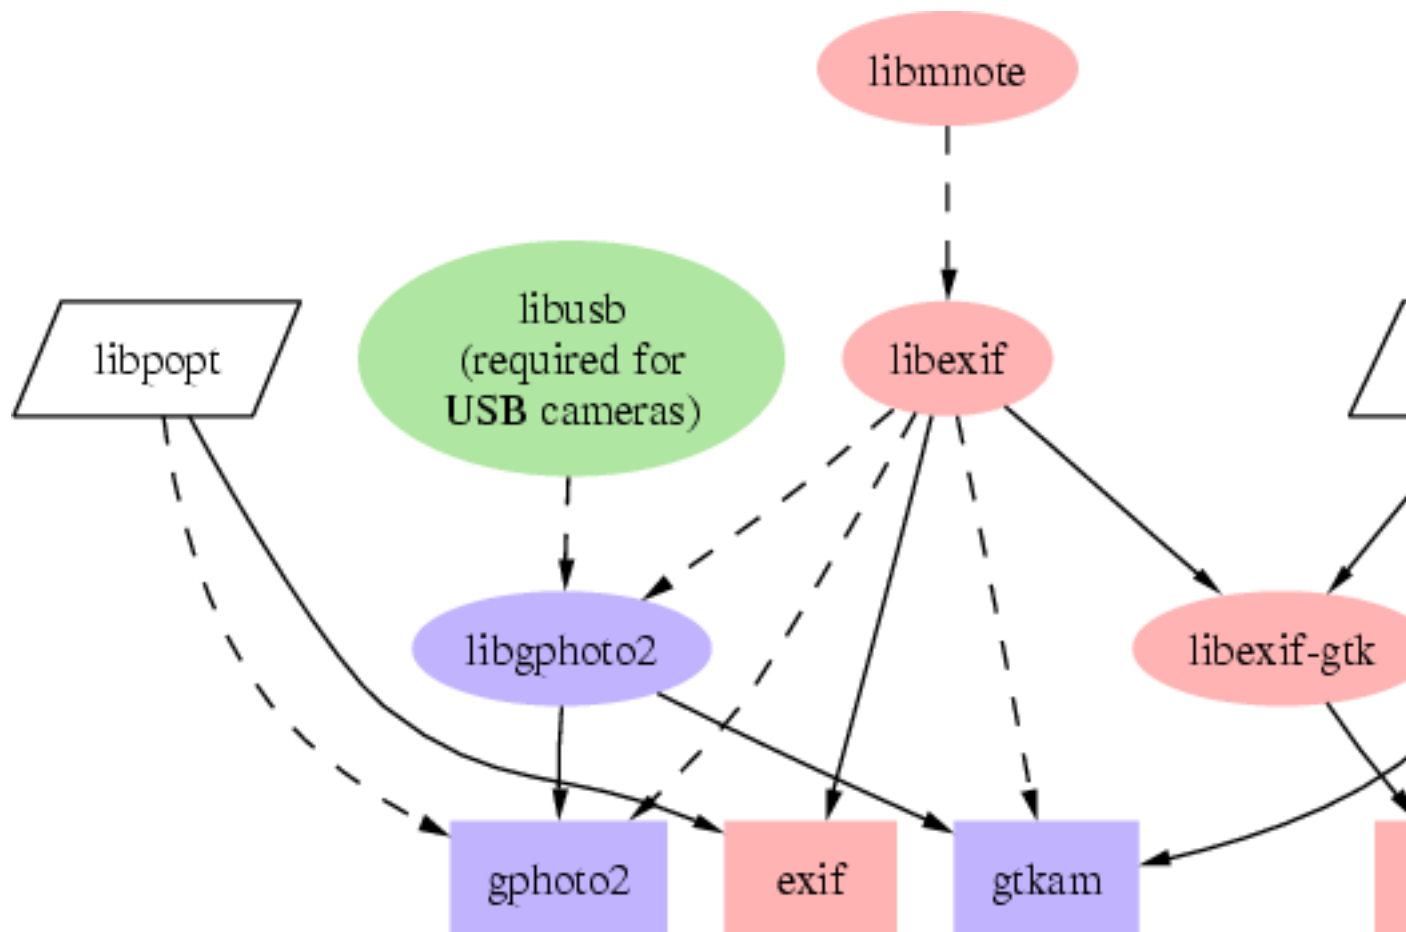 libmnote
libusb
(required for
USB cameras)
libpopt
libexif
libgphoto2
libexif-gtk
gphoto2
exif
gtkam